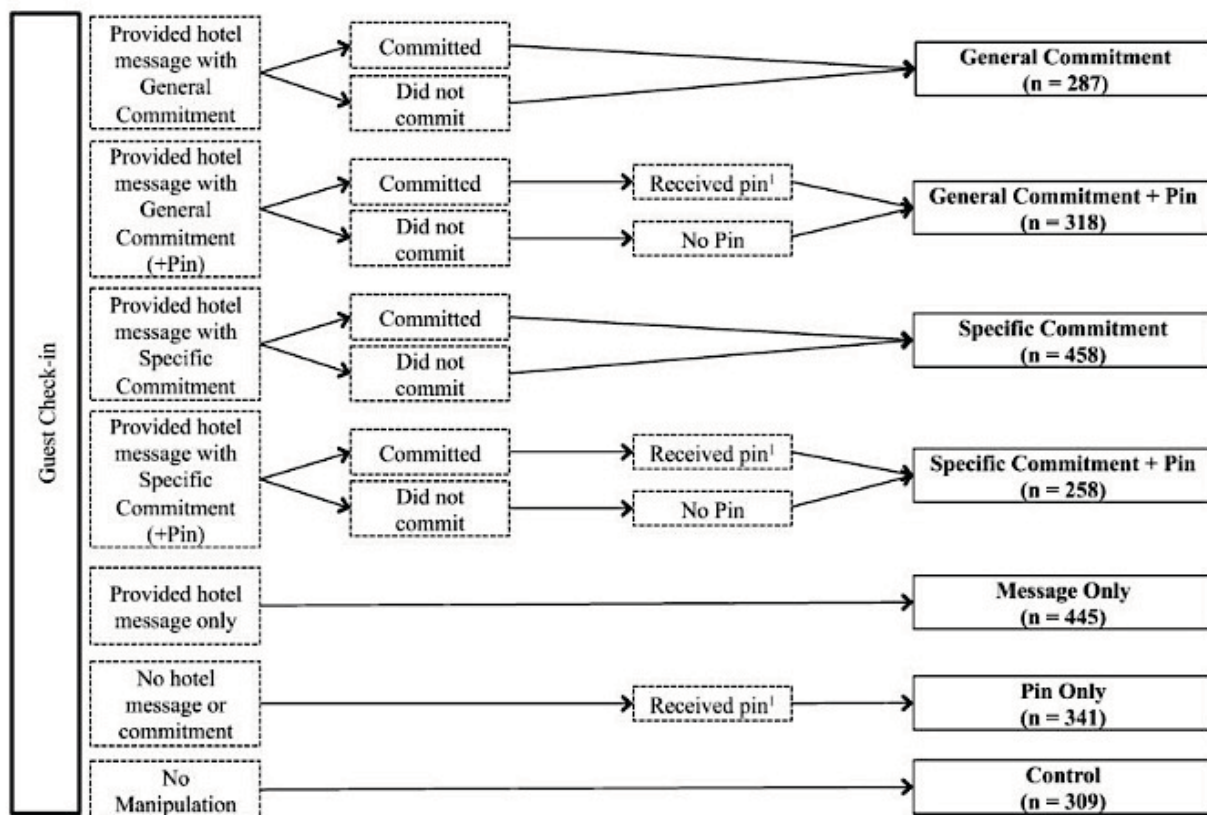 Guest Check-in
Provided hotel
message with
General
Commitment
Committed
Did not
commit
General Commitment
(n = 287)
Provided hotel
message with
General
Commitment
(+Pin)
Committed
Did not
commit
Received pin¹
No Pin
General Commitment + Pin
(n = 318)
Provided hotel
message with
Specific
Commitment
Committed
Did not
commit
Specific Commitment
(n = 458)
Provided hotel
message with
Specific
Commitment
(+Pin)
Committed
Did not
commit
Received pin¹
No Pin
Specific Commitment + Pin
(n = 258)
Provided hotel
message only
Message Only
(n = 445)
No hotel
message or
commitment
Received pin¹
Pin Only
(n = 341)
No
Manipulation
Control
(n = 309)